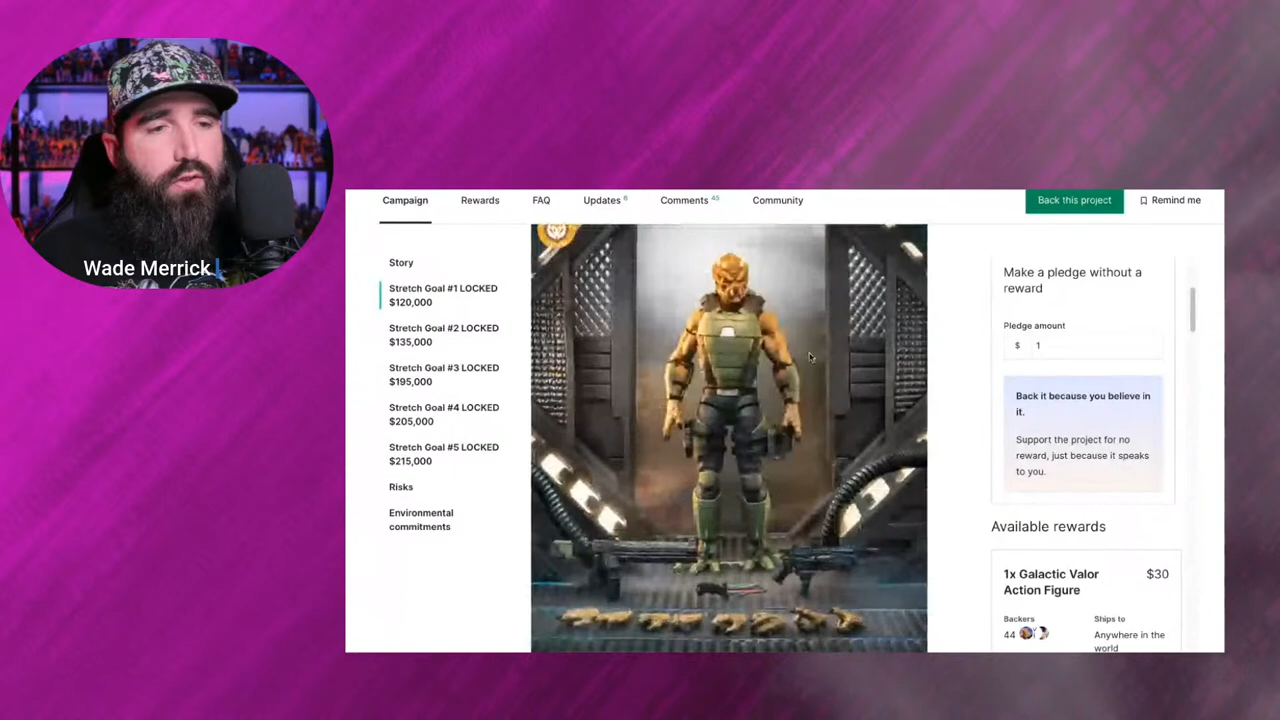 Wade Merrick
Campaign
Rewards
FAQ
Updates 6
Comments 45
Community
Back this project
Remind me
Story
Stretch Goal #1 LOCKED
$120,000
Stretch Goal #2 LOCKED
$135,000
Stretch Goal #3 LOCKED
$195,000
Stretch Goal #4 LOCKED
$205,000
Stretch Goal #5 LOCKED
$215,000
Risks
Environmental
commitments
Make a pledge without a
reward
Pledge amount
$ 1
Back it because you believe in
it.
Support the project for no
reward, just because it speaks
to you.
Available rewards
1x Galactic Valor
Action Figure
$30
Backers
44
Ships to
Anywhere in the
world